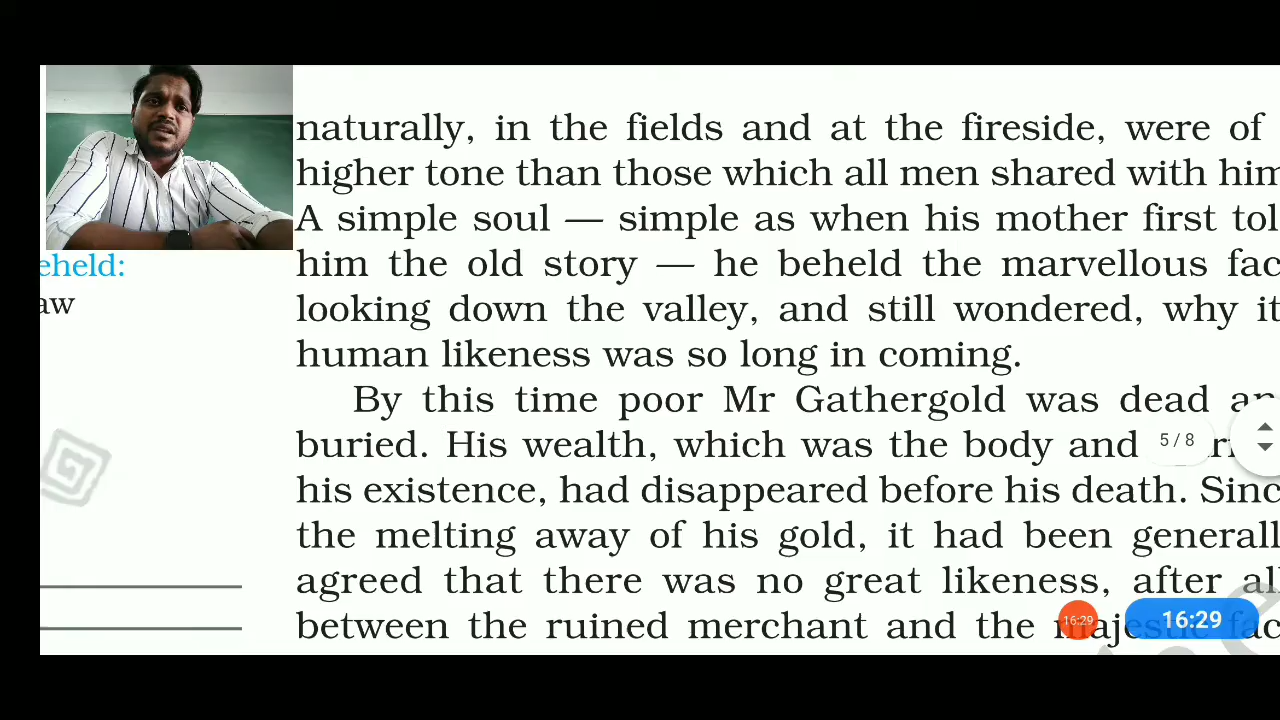 naturally, in the fields and at the fireside, were of
higher tone than those which all men shared with him
A simple soul — simple as when his mother first tol
him the old story — he beheld the marvellous fac
looking down the valley, and still wondered, why it
human likeness was so long in coming.
eheld:
aw
By this time poor Mr Gathergold was dead an
buried. His wealth, which was the body and
his existence, had disappeared before his death. Sinc
the melting away of his gold, it had been generall
agreed that there was no great likeness, after all
between the ruined merchant and the majestic fac
5 / 8
16:29
16:29